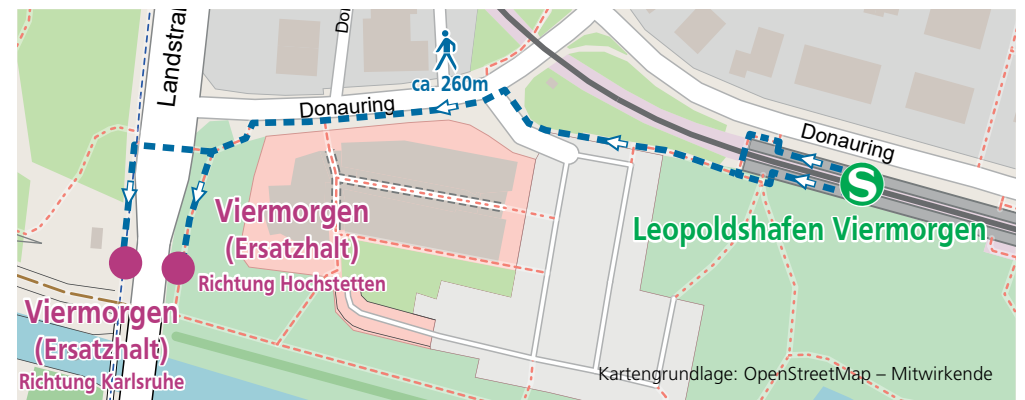 Landstra
Do
ca. 260m
Donauring
Donauring
S
Leopoldshafen Viermorgen
Viermorgen
(Ersatzhalt)
Richtung Hochstetten
Viermorgen
(Ersatzhalt)
Richtung Karlsruhe
Kartengrundlage: OpenStreetMap – Mitwirkende